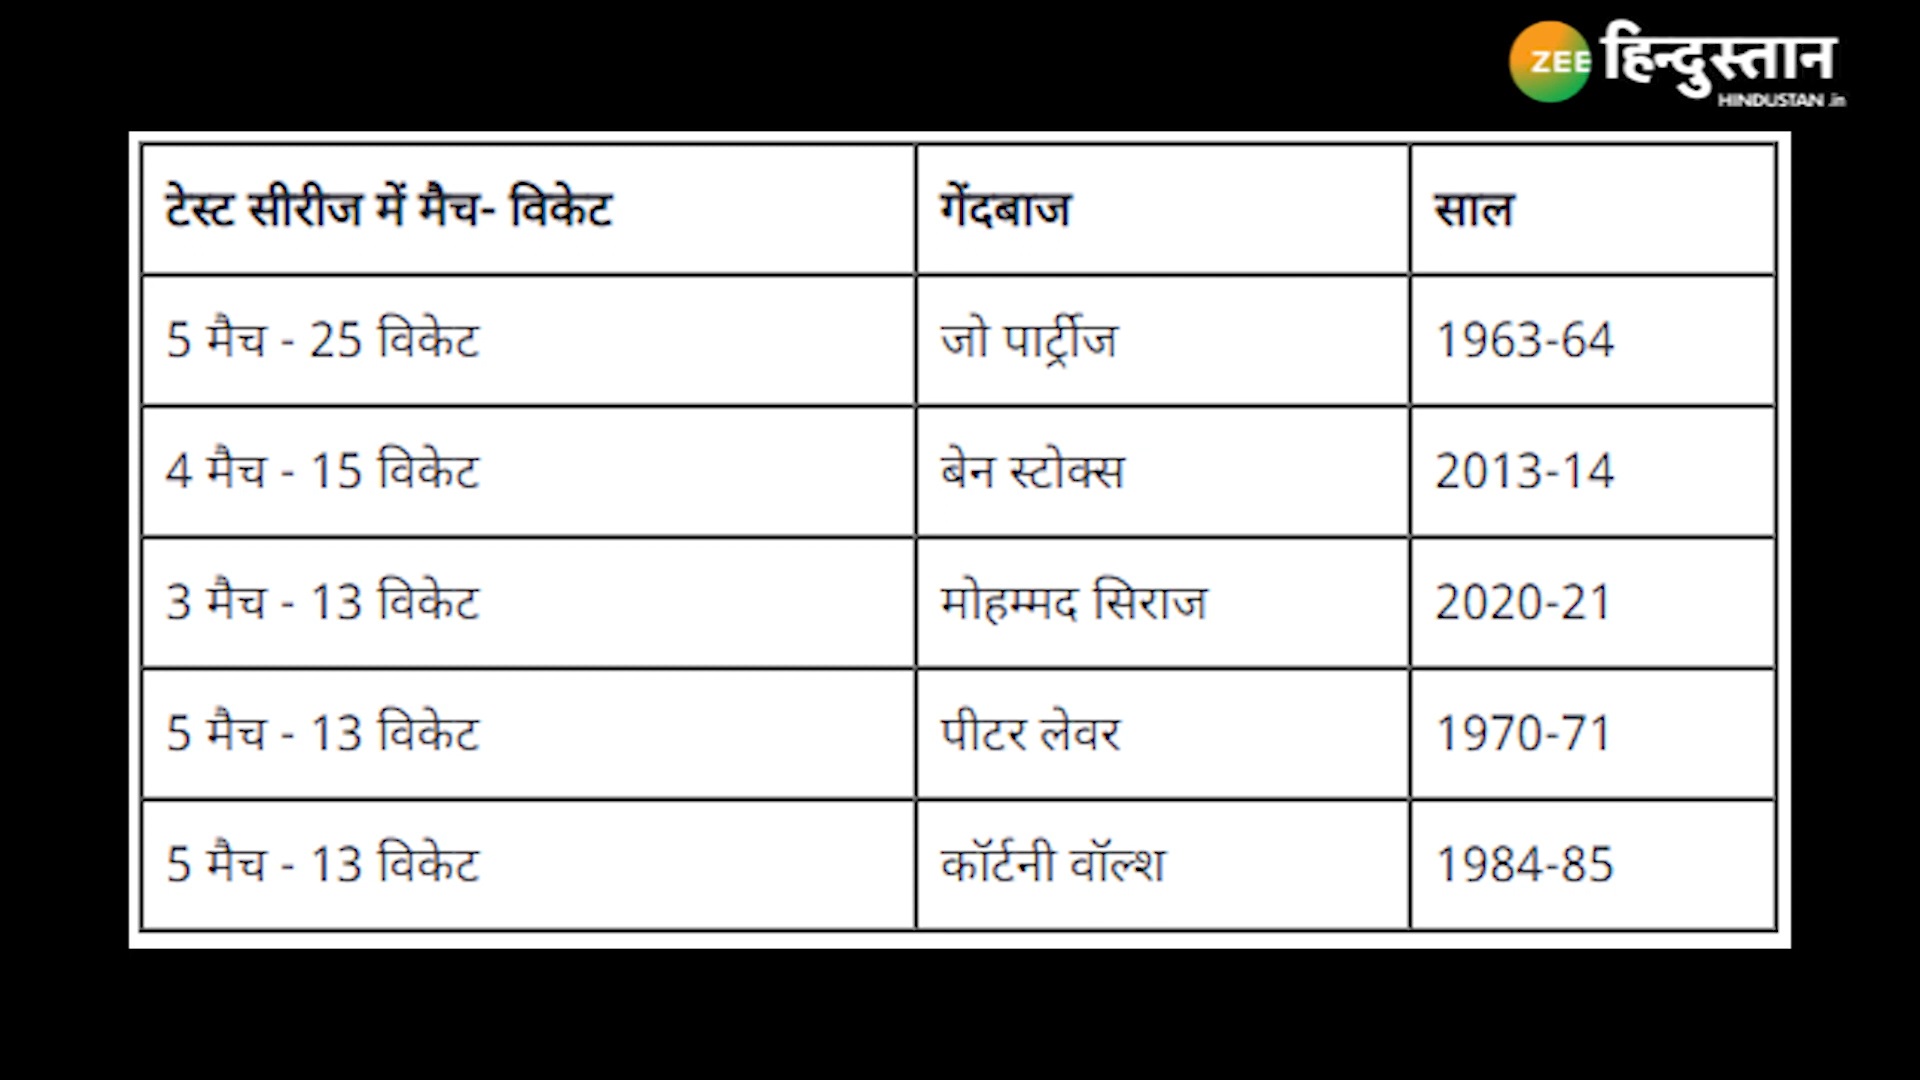 ZEE हिन्दुस्तान
HINDUSTAN.in
टेस्ट सीरीज में मैच- विकेट गेंदबाज साल
5 मैच - 25 विकेट जो पार्ट्रीज 1963-64
4 मैच - 15 विकेट बेन स्टोक्स 2013-14
3 मैच - 13 विकेट मोहम्मद सिराज 2020-21
5 मैच - 13 विकेट पीटर लेवर 1970-71
5 मैच - 13 विकेट कॉर्टनी वॉल्श 1984-85